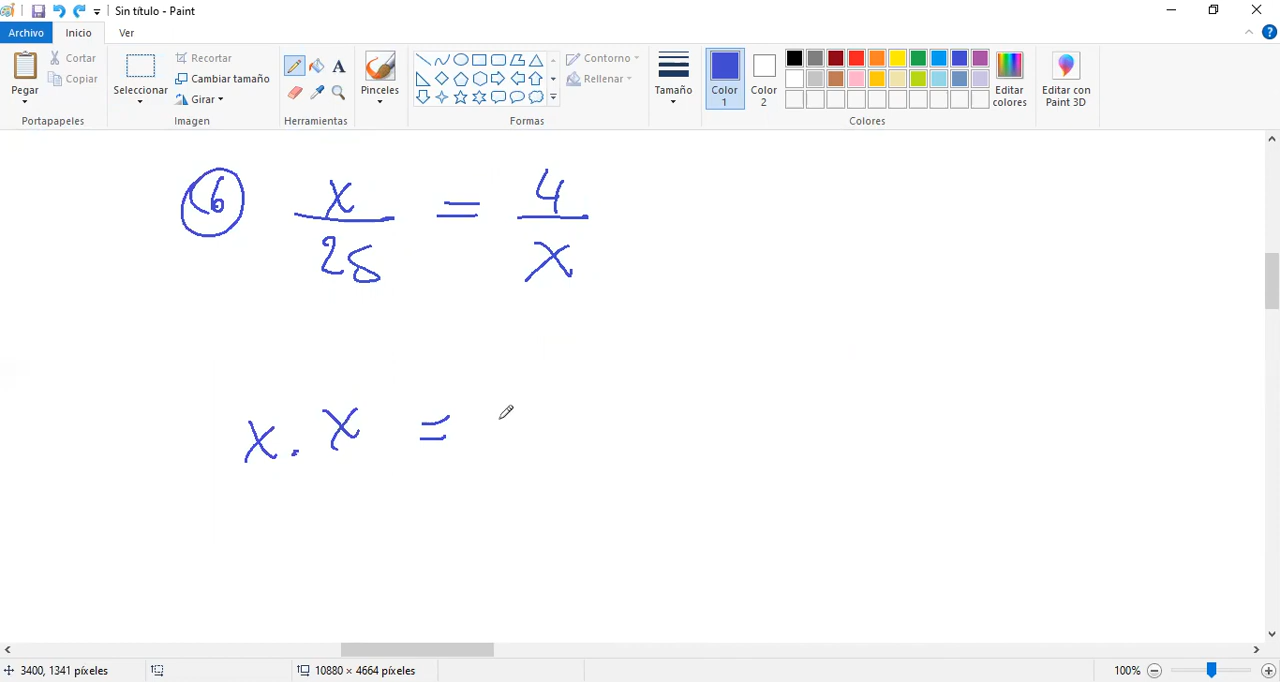 Sin título - Paint
Archivo Inicio Ver
Pegar
Cortar
Copiar
Portapapeles
Seleccionar
Recortar
Cambiar tamaño
Girar
Imagen
A
Herramientas
Pinceles
Contorno
Rellenar
Formas
Tamaño
Color 1
Color 2
Editar colores
Colores
Editar con Paint 3D
6 x/25 = 4/x
x . x =
3400, 1341 píxeles 10880 × 4664 píxeles 100%